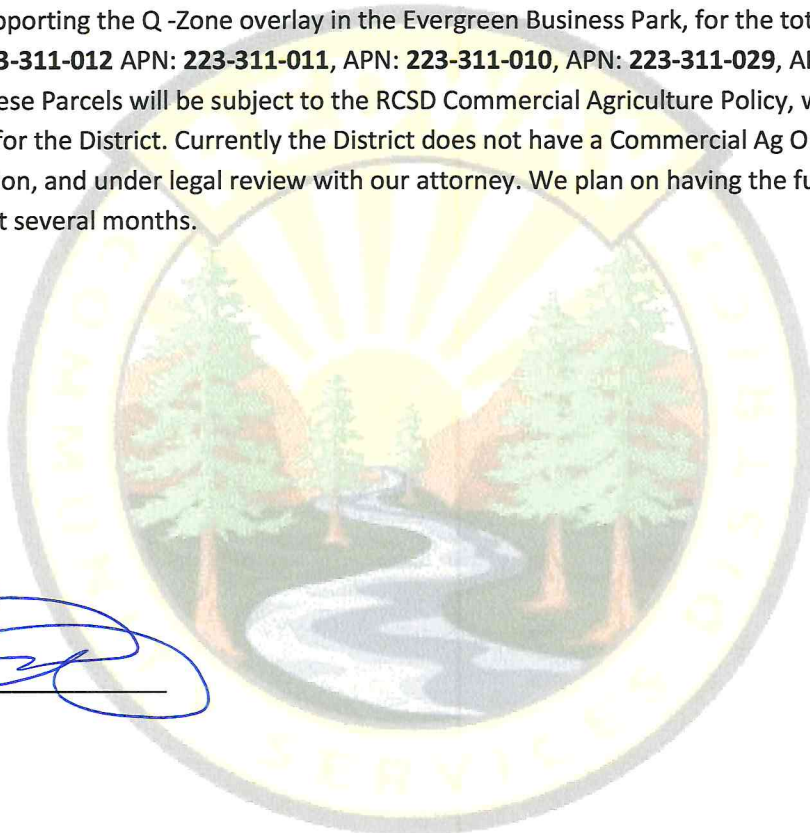 pporting the Q -Zone overlay in the Evergreen Business Park, for the tot
3-311-012 APN: 223-311-011, APN: 223-311-010, APN: 223-311-029, A
ese Parcels will be subject to the RCSD Commercial Agriculture Policy, 
for the District. Currently the District does not have a Commercial Ag O
ion, and under legal review with our attorney. We plan on having the fu
t several months.
COMMUNITY
DISTRICT
SERVICES